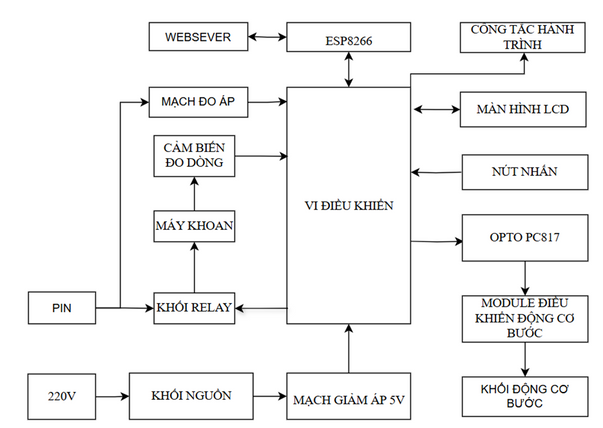 WEBSEVER
ESP8266
CÔNG TẮC HÀNH
TRÌNH
MẠCH ĐO ÁP
MÀN HÌNH LCD
CẢM BIẾN
ĐO DÒNG
NÚT NHẤN
VI ĐIỀU KHIỂN
MÁY KHOAN
OPTO PC817
PIN
KHỐI RELAY
MODULE ĐIỀU
KHIỂN ĐỘNG CƠ
BƯỚC
220V
KHỐI NGUỒN
MẠCH GIẢM ÁP 5V
KHỐI ĐỘNG CƠ
BƯỚC